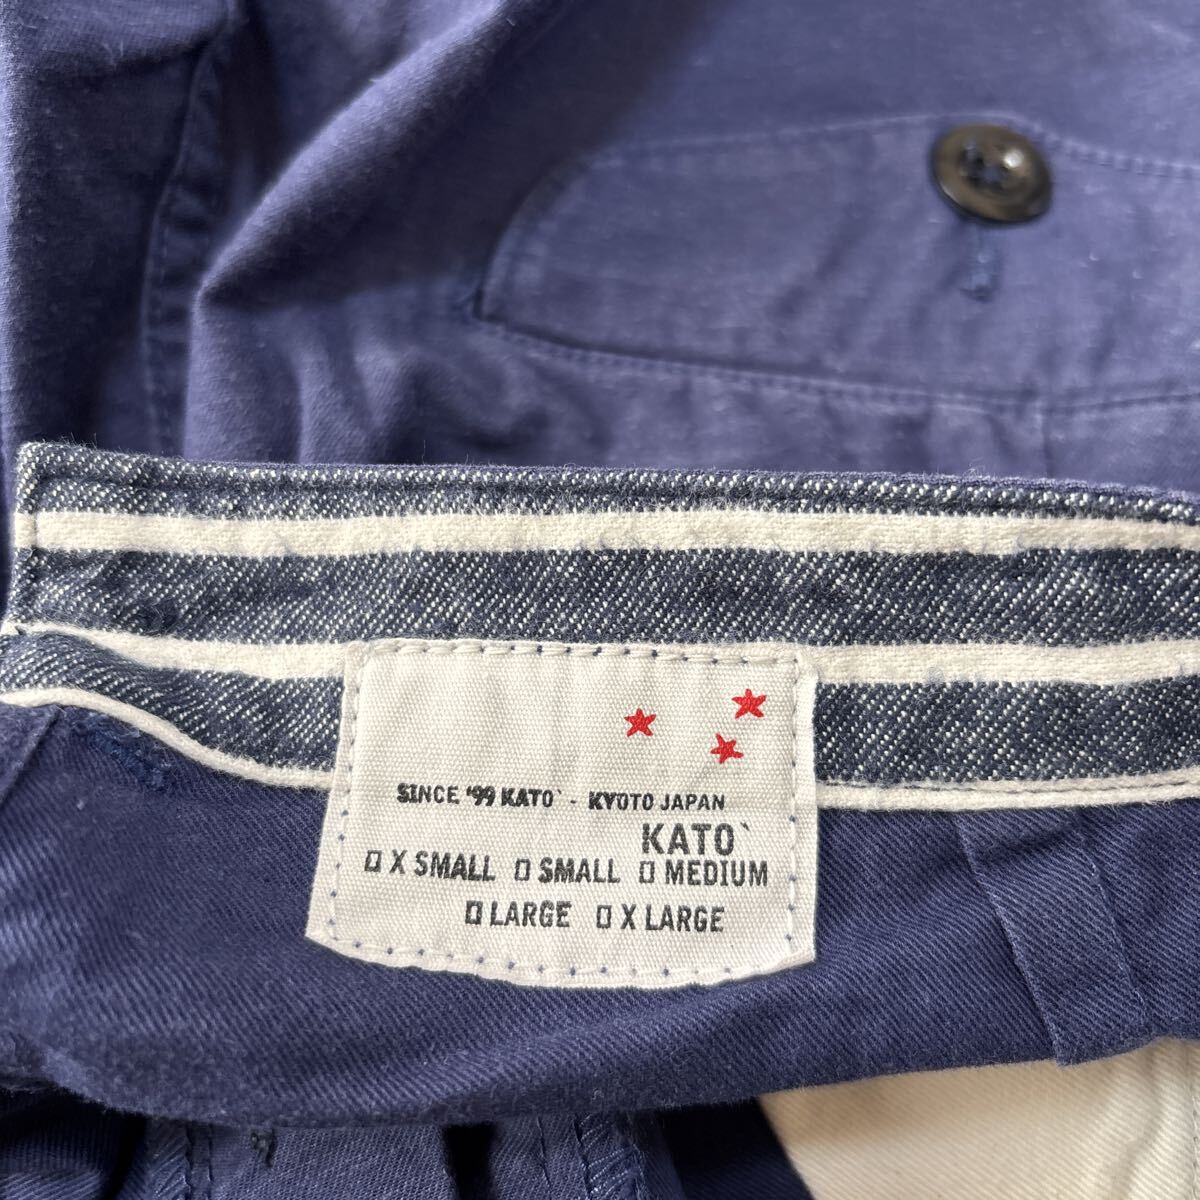 SINCE '99 KATO` - KYOTO JAPAN
KATO`
X SMALL SMALL MEDIUM
LARGE X LARGE